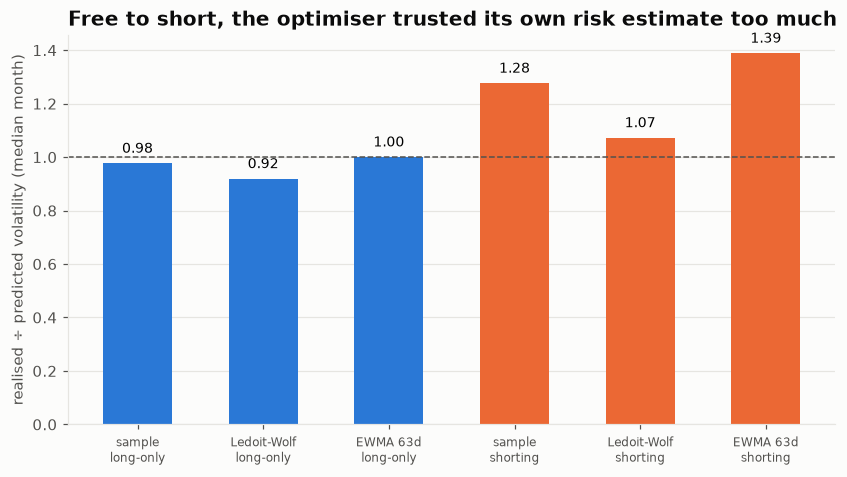 Free to short, the optimiser trusted its own risk estimate too much
realised ÷ predicted volatility (median month)
1.4
1.2
1.0
0.8
0.6
0.4
0.2
0.0
0.98
0.92
1.00
1.28
1.07
1.39
sample
long-only
Ledoit-Wolf
long-only
EWMA 63d
long-only
sample
shorting
Ledoit-Wolf
shorting
EWMA 63d
shorting